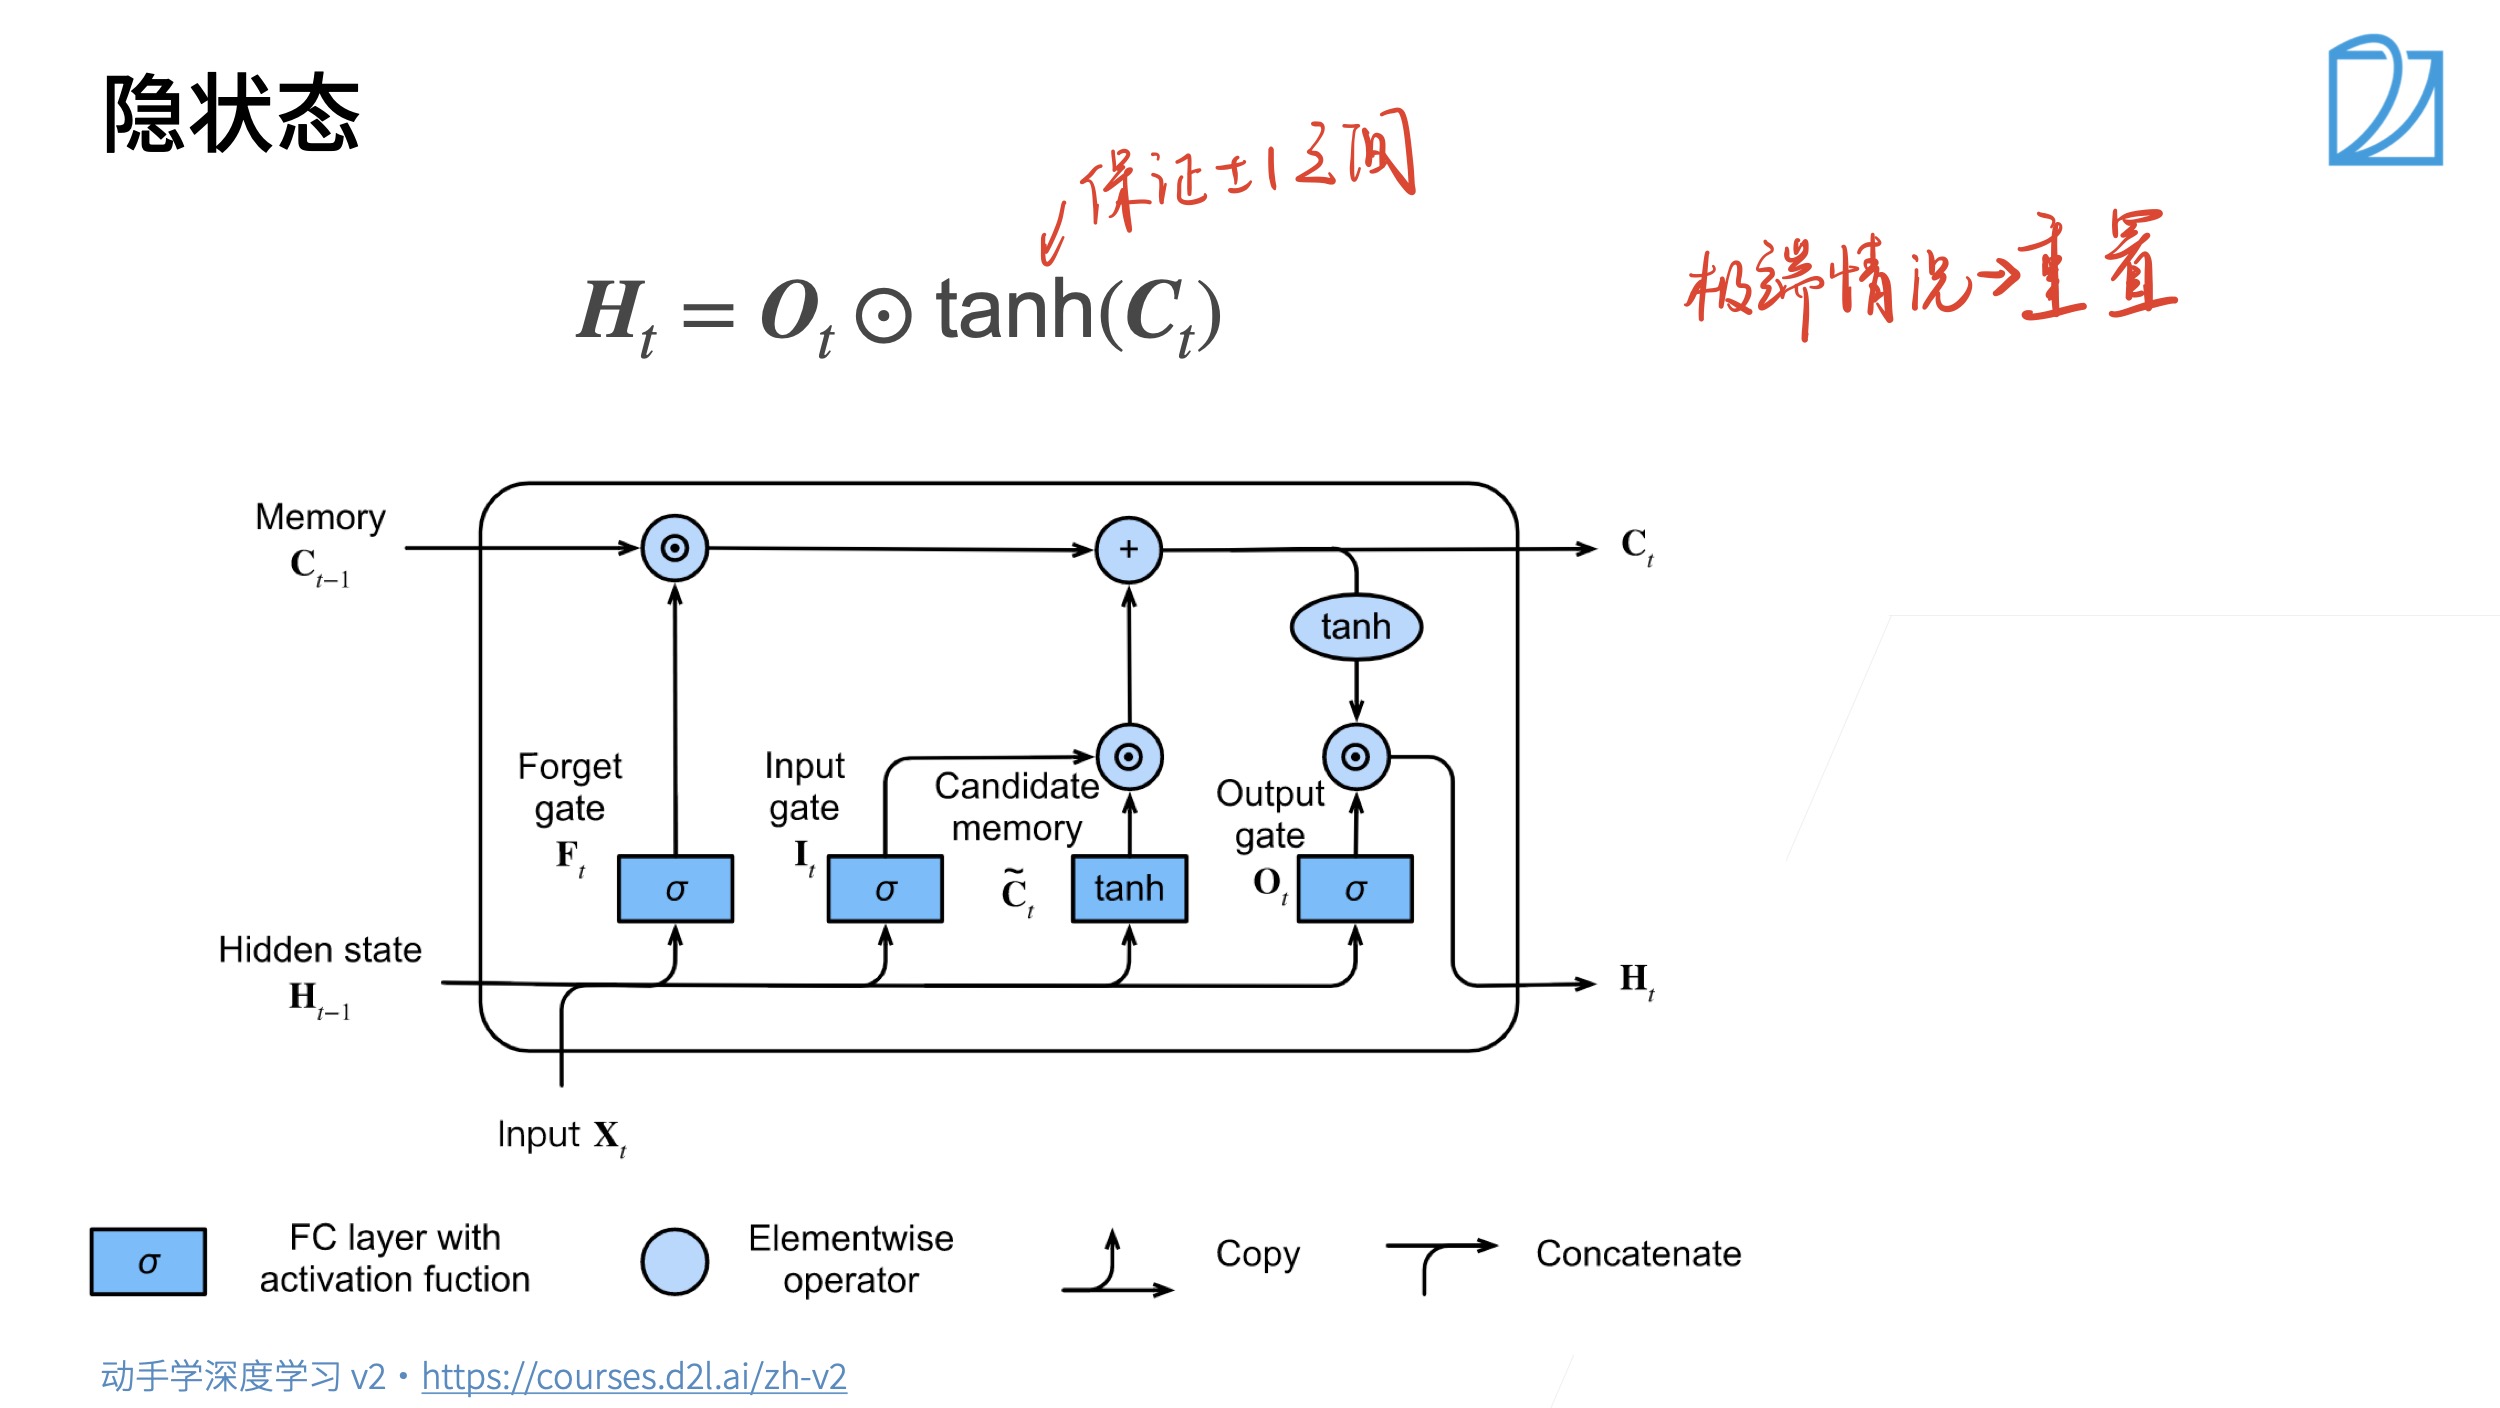 隐状态
保证±1之间
极端情况→重置
H_t = O_t ⊙ tanh(C_t)
Memory
C_{t-1}
⊙
+
C_t
tanh
Forget
gate
F_t
Input
gate
I_t
⊙
Candidate
memory
C̃_t
⊙
Output
gate
O_t
σ
σ
tanh
σ
Hidden state
H_{t-1}
H_t
Input X_t
σ
FC layer with
activation fuction
Elementwise
operator
Copy
Concatenate
动手学深度学习 v2 • https://courses.d2l.ai/zh-v2